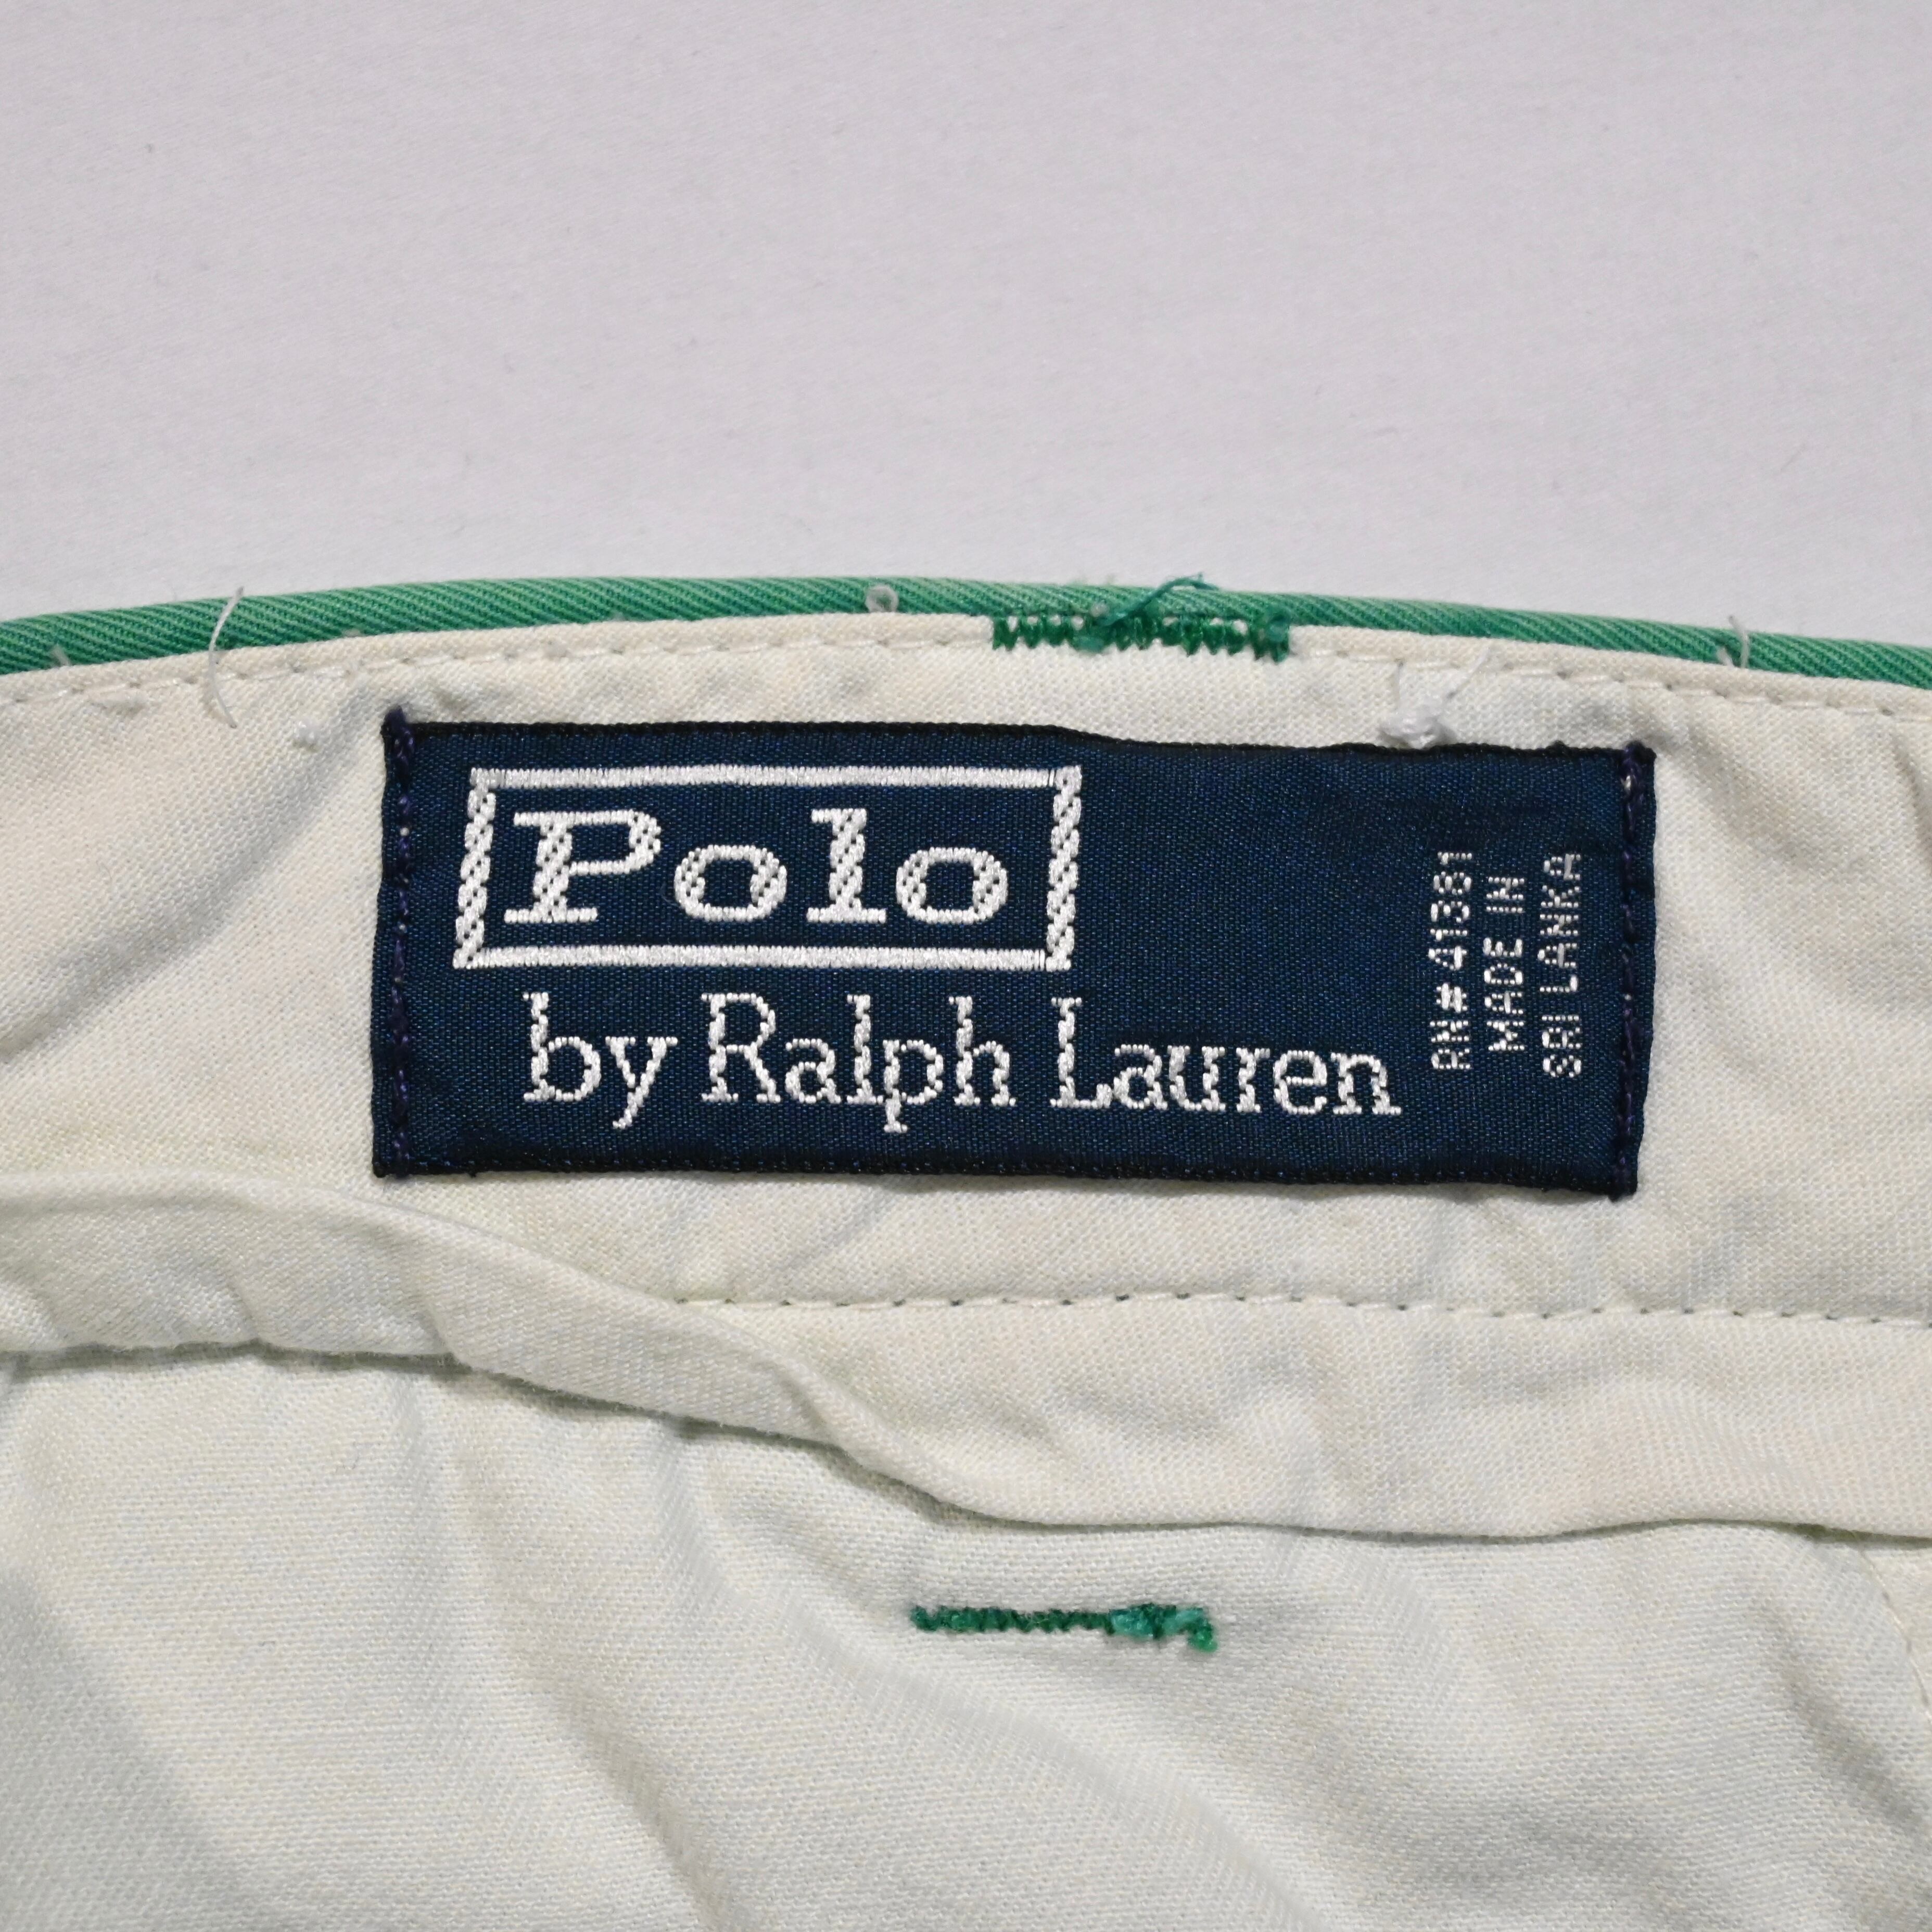 Polo
by Ralph Lauren
RN#41381
MADE IN
SRI LANKA